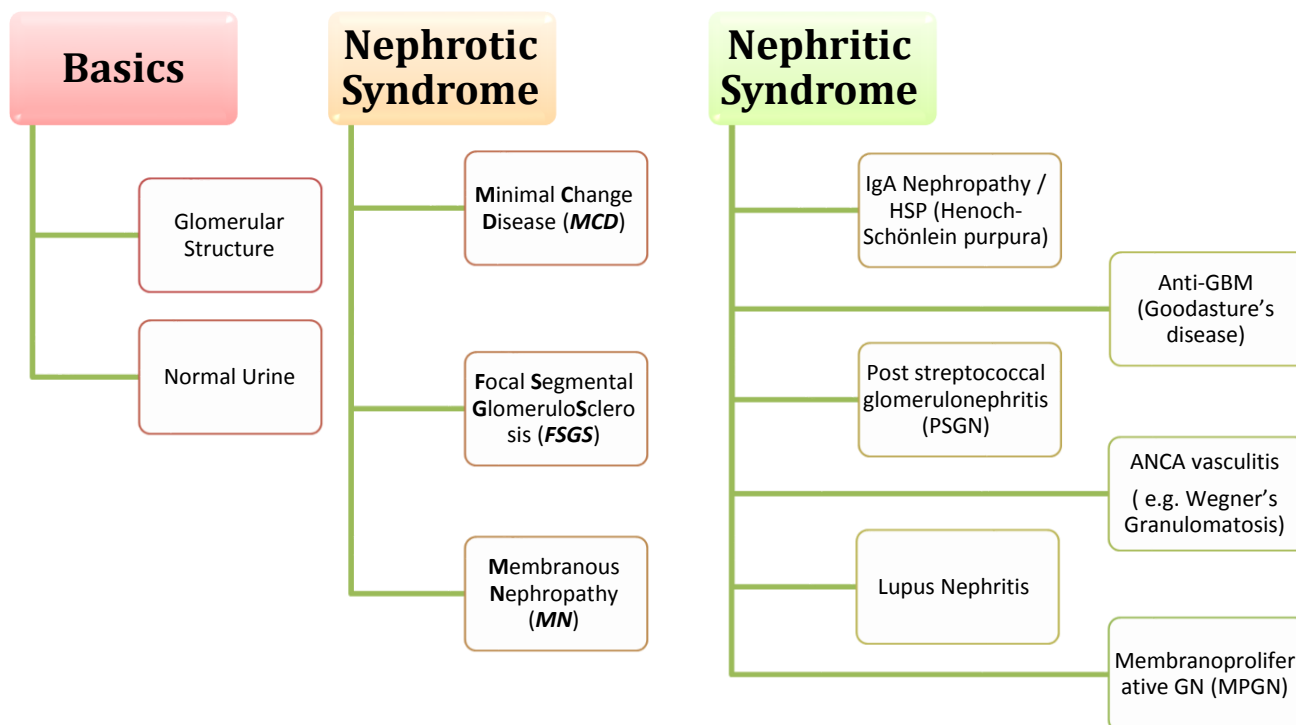 Basics
Glomerular
Structure
Normal Urine
Nephrotic
Syndrome
Minimal Change
Disease (MCD)
Focal Segmental
GlomeruloSclero
sis (FSGS)
Membranous
Nephropathy
(MN)
Nephritic
Syndrome
IgA Nephropathy /
HSP (Henoch-
Schönlein purpura)
Anti-GBM
(Goodasture’s
disease)
Post streptococcal
glomerulonephritis
(PSGN)
ANCA vasculitis
( e.g. Wegner’s
Granulomatosis)
Lupus Nephritis
Membranoprolifer
ative GN (MPGN)